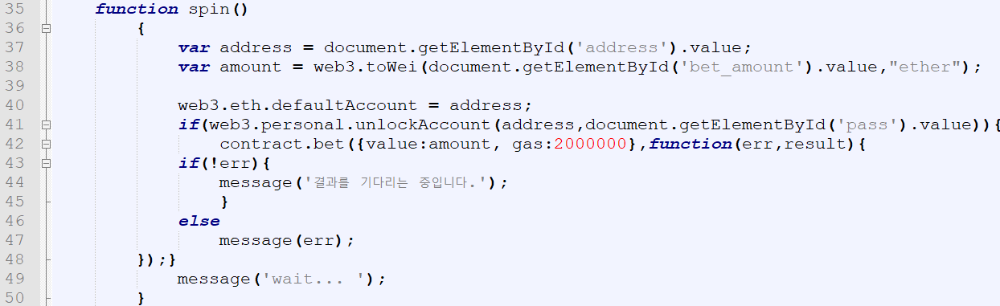 35 function spin()
36 {
37 var address = document.getElementById('address').value;
38 var amount = web3.toWei(document.getElementById('bet_amount').value,"ether");
39
40 web3.eth.defaultAccount = address;
41 if(web3.personal.unlockAccount(address,document.getElementById('pass').value)){
42 contract.bet({value:amount, gas:2000000},function(err,result){
43 if(!err){
44 message('결과를 기다리는 중입니다.');
45 }
46 else
47 message(err);
48 });}
49 message('wait... ');
50 }